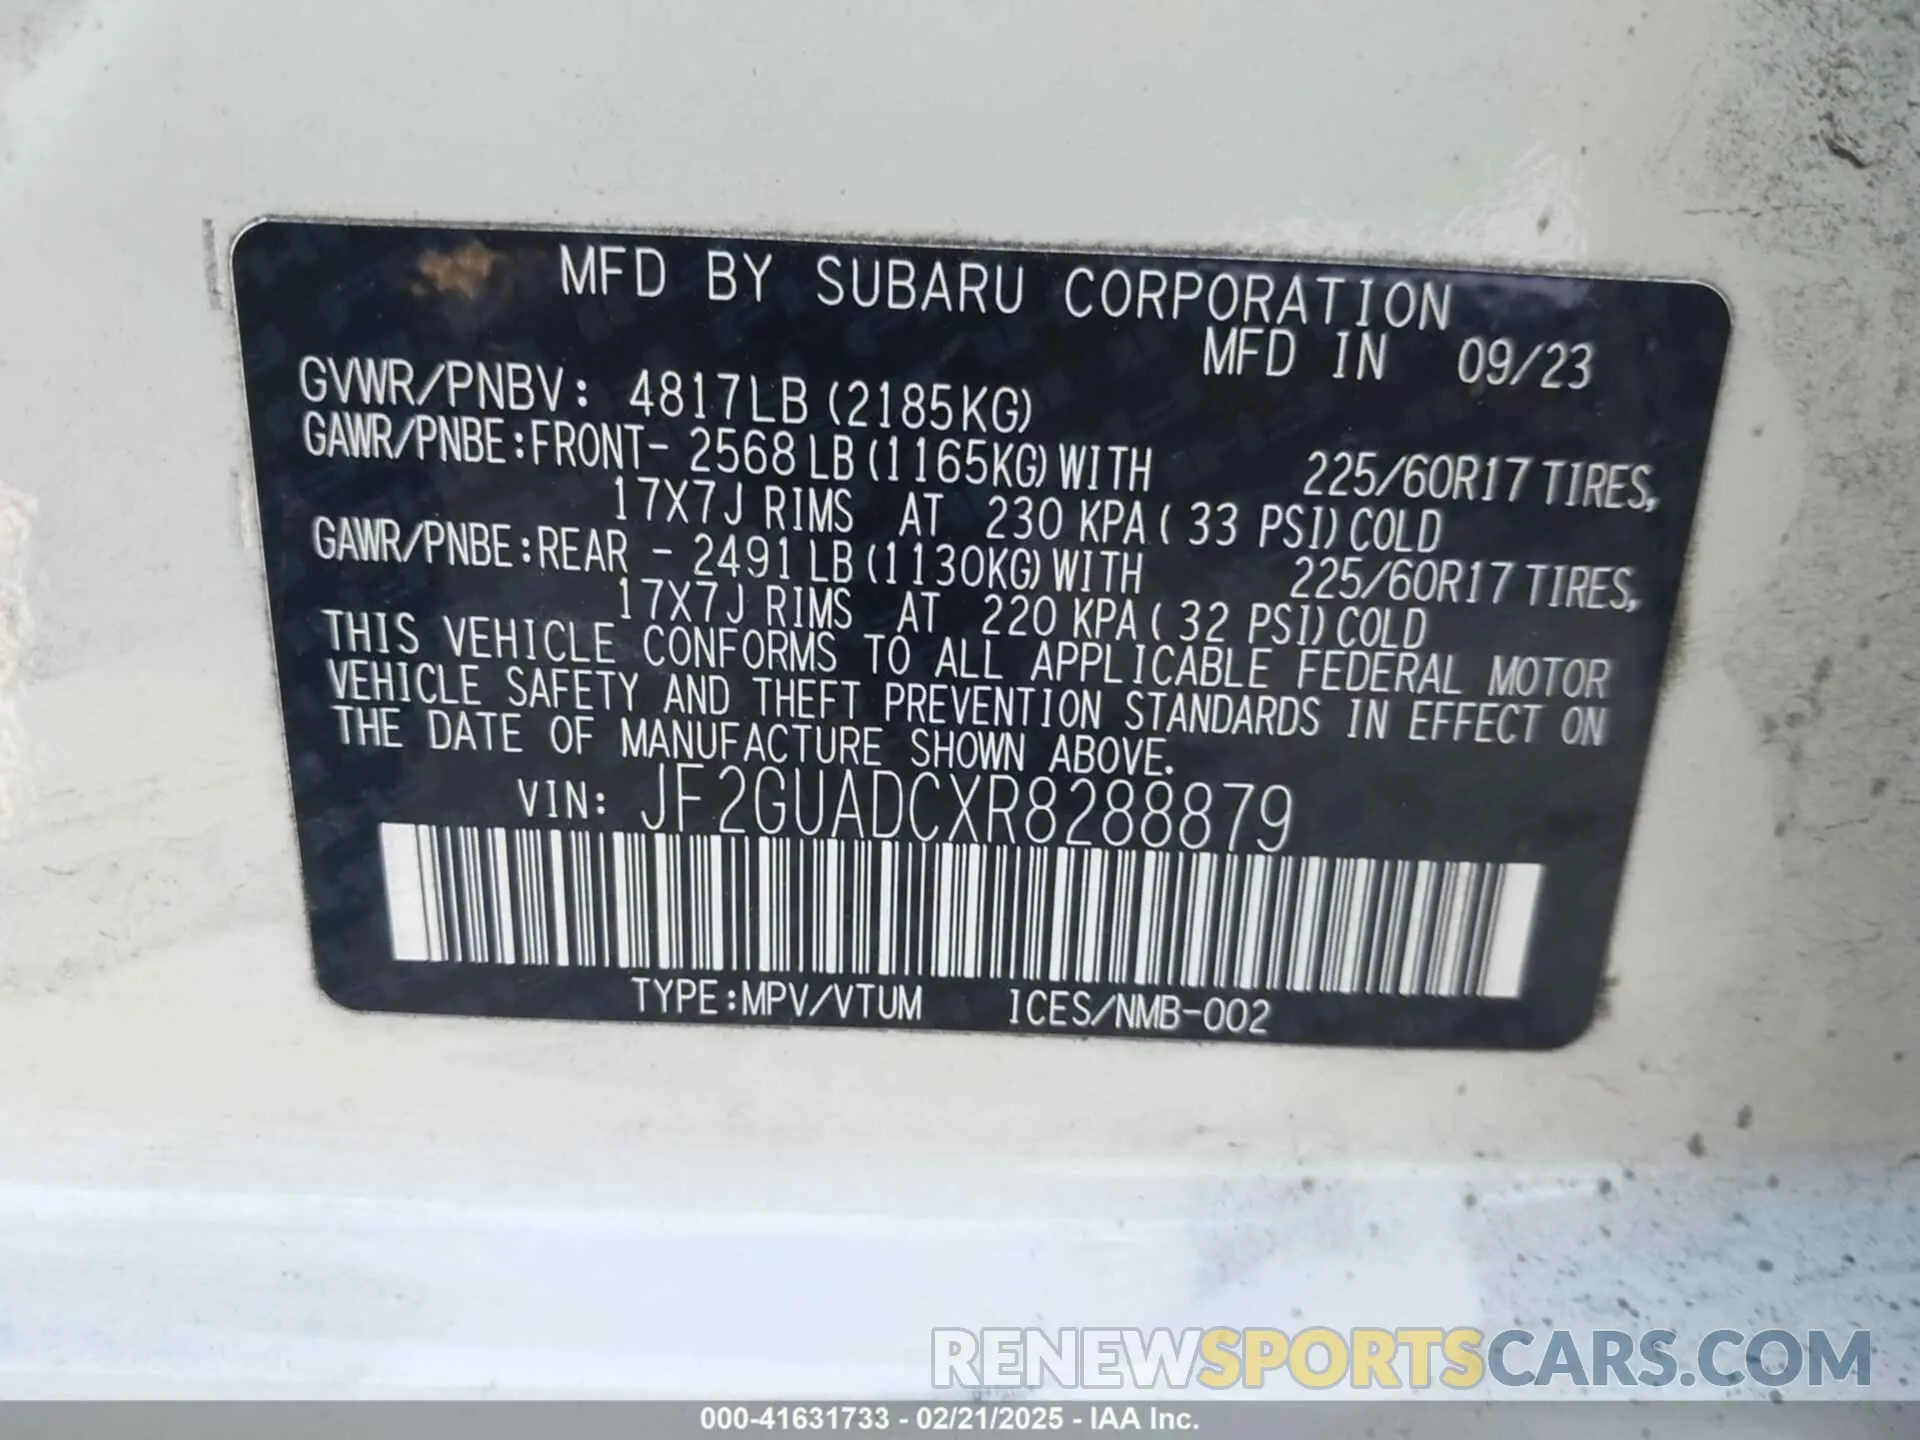 MFD BY SUBARU CORPORATION
MFD IN 09/23
GVWR/PNBV: 4817LB (2185KG)
GAWR/PNBE:FRONT- 2568LB (1165KG) WITH 225/60R17 TIRES,
17X7J RIMS AT 230 KPA ( 33 PSI) COLD
GAWR/PNBE:REAR - 2491LB (1130KG) WITH 225/60R17 TIRES,
17X7J RIMS AT 220 KPA ( 32 PSI) COLD
THIS VEHICLE CONFORMS TO ALL APPLICABLE FEDERAL MOTOR
VEHICLE SAFETY AND THEFT PREVENTION STANDARDS IN EFFECT ON
THE DATE OF MANUFACTURE SHOWN ABOVE.
VIN: JF2GUADCXR8288879
TYPE:MPV/VTUM ICES/NMB-002
RENEWSPORTSCARS.COM
000-41631733 - 02/21/2025 - IAA Inc.